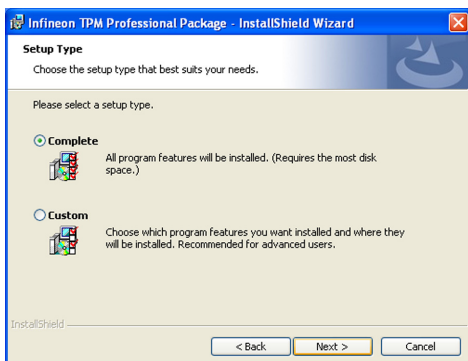 Infineon TPM Professional Package - InstallShield Wizard
Setup Type
Choose the setup type that best suits your needs.
Please select a setup type.
Complete
All program features will be installed. (Requires the most disk
space.)
Custom
Choose which program features you want installed and where they
will be installed. Recommended for advanced users.
InstallShield
< Back Next > Cancel